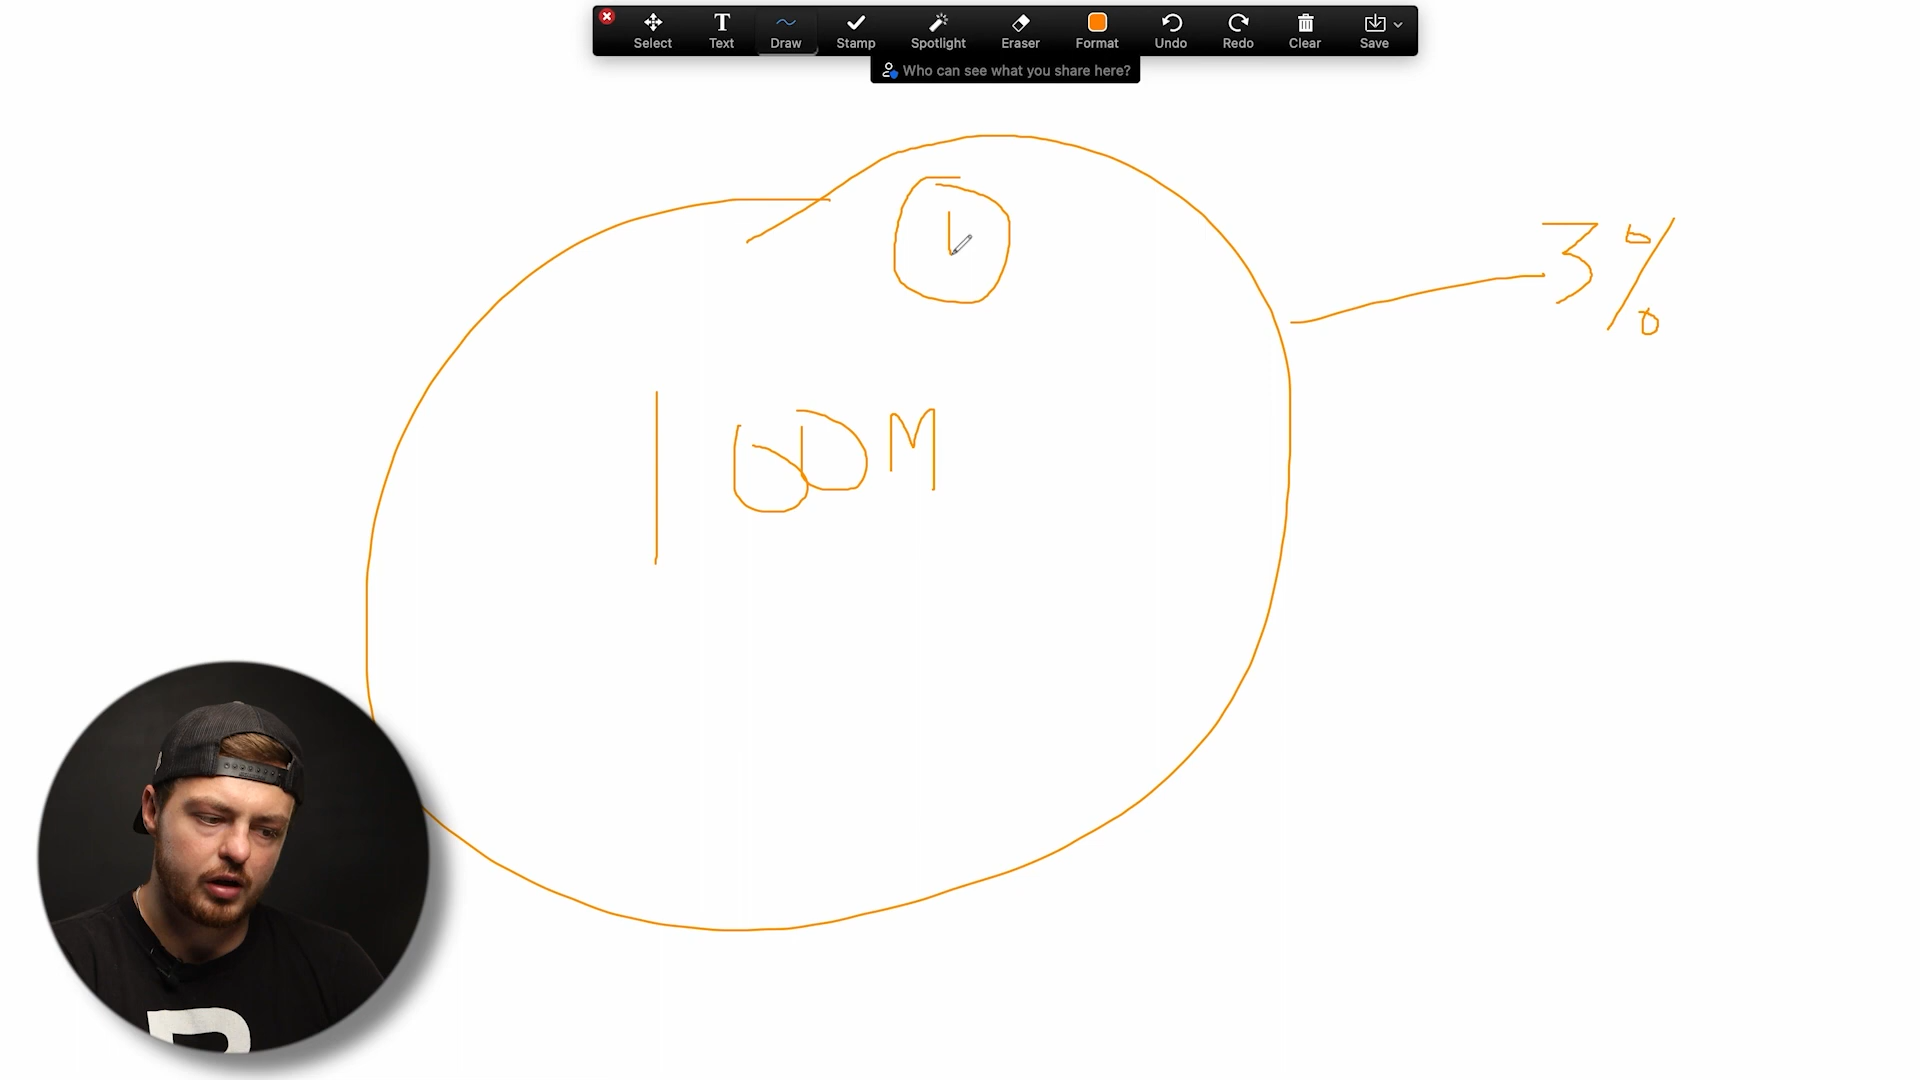 Select Text Draw Stamp Spotlight Eraser Format Undo Redo Clear Save
Who can see what you share here?
1
3%
100M